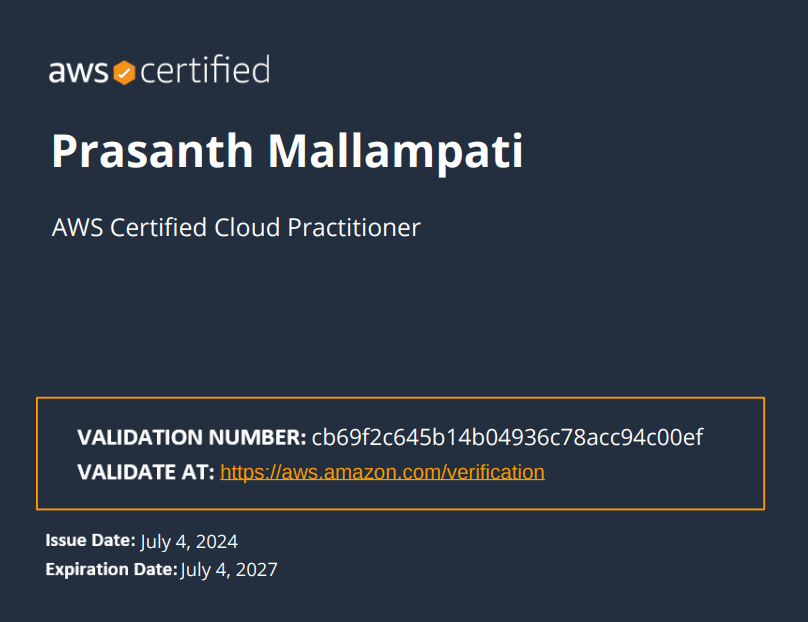 aws certified
Prasanth Mallampati
AWS Certified Cloud Practitioner
VALIDATION NUMBER: cb69f2c645b14b04936c78acc94c00ef
VALIDATE AT: https://aws.amazon.com/verification
Issue Date: July 4, 2024
Expiration Date: July 4, 2027